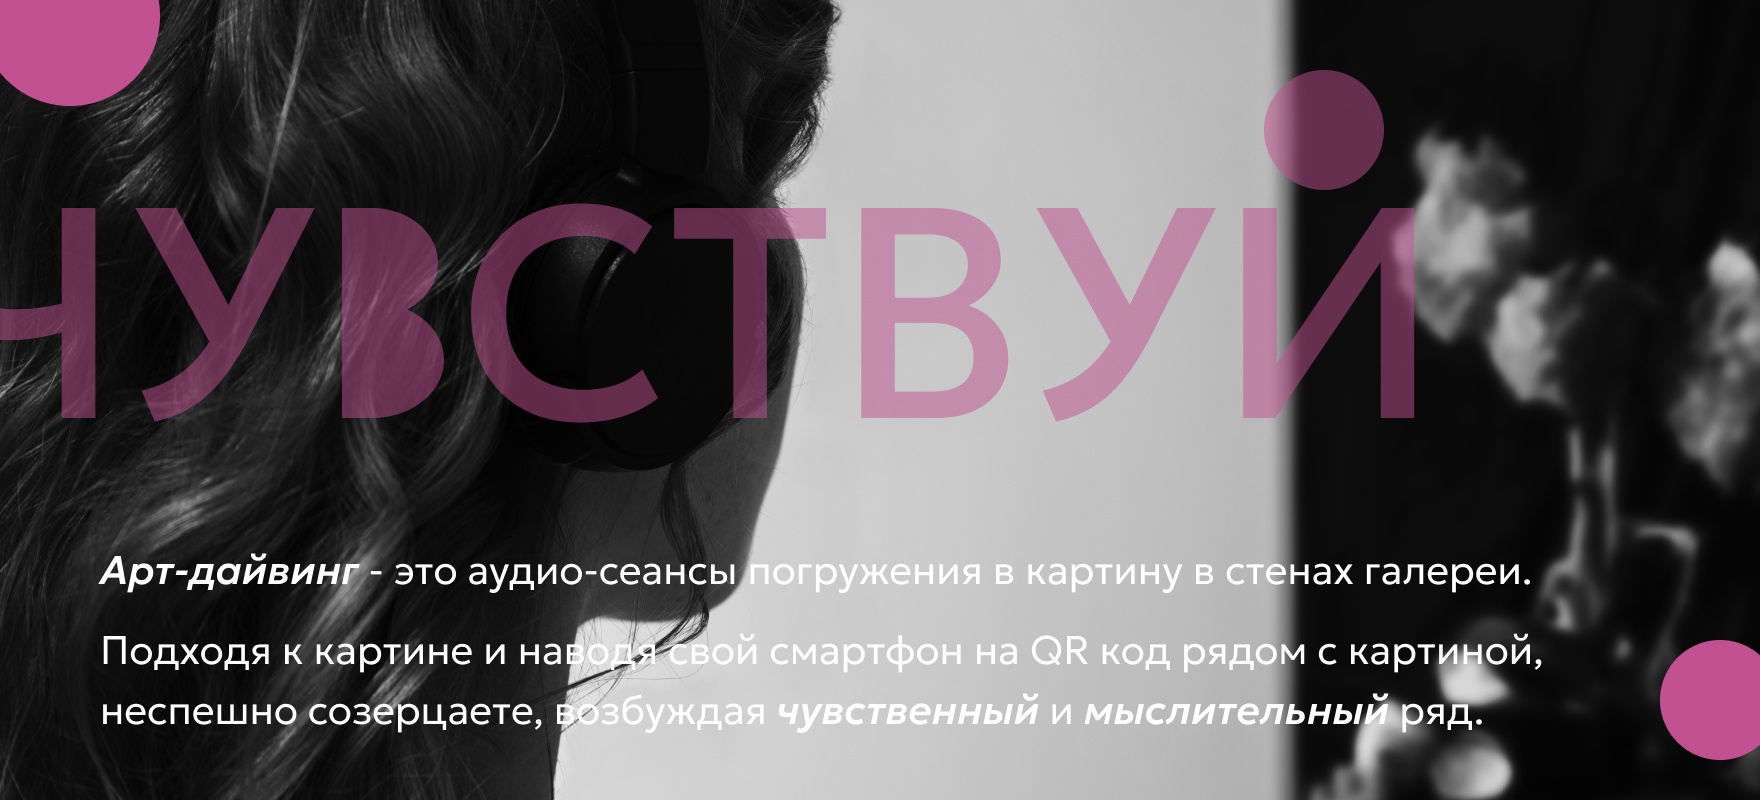 ЧУВСТВУЙ
Арт-дайвинг - это аудио-сеансы погружения в картину в стенах галереи.
Подходя к картине и наводя свой смартфон на QR код рядом с картиной,
неспешно созерцаете, возбуждая чувственный и мыслительный ряд.